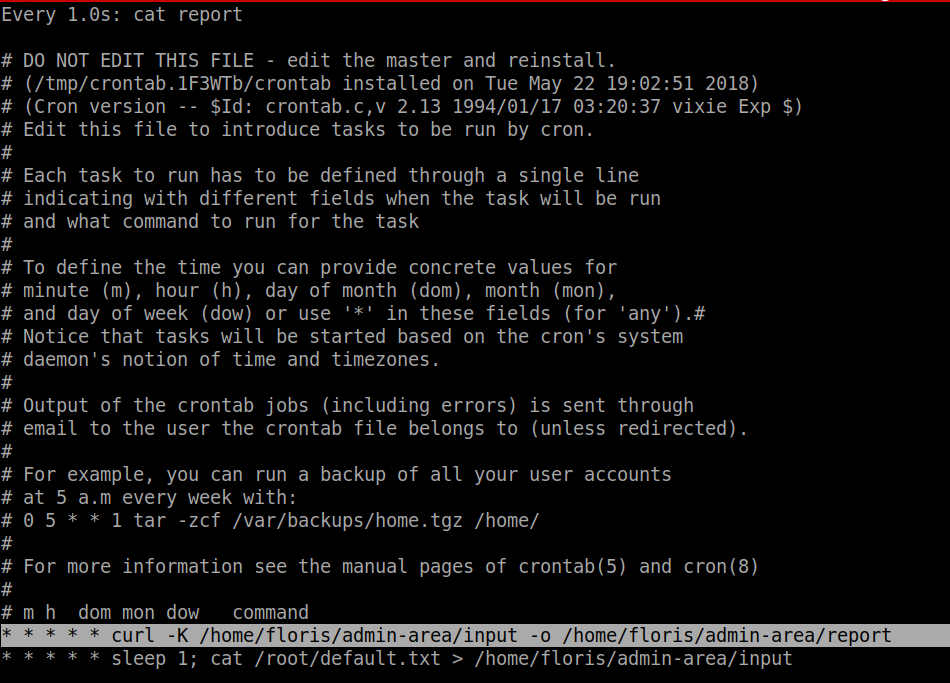 Every 1.0s: cat report
# DO NOT EDIT THIS FILE - edit the master and reinstall.
# (/tmp/crontab.1F3WTb/crontab installed on Tue May 22 19:02:51 2018)
# (Cron version -- $Id: crontab.c,v 2.13 1994/01/17 03:20:37 vixie Exp $)
# Edit this file to introduce tasks to be run by cron.
#
# Each task to run has to be defined through a single line
# indicating with different fields when the task will be run
# and what command to run for the task
#
# To define the time you can provide concrete values for
# minute (m), hour (h), day of month (dom), month (mon),
# and day of week (dow) or use '*' in these fields (for 'any').#
# Notice that tasks will be started based on the cron's system
# daemon's notion of time and timezones.
#
# Output of the crontab jobs (including errors) is sent through
# email to the user the crontab file belongs to (unless redirected).
#
# For example, you can run a backup of all your user accounts
# at 5 a.m every week with:
# 0 5 * * 1 tar -zcf /var/backups/home.tgz /home/
#
# For more information see the manual pages of crontab(5) and cron(8)
#
# m h  dom mon dow   command
* * * * * curl -K /home/floris/admin-area/input -o /home/floris/admin-area/report
* * * * * sleep 1; cat /root/default.txt > /home/floris/admin-area/input